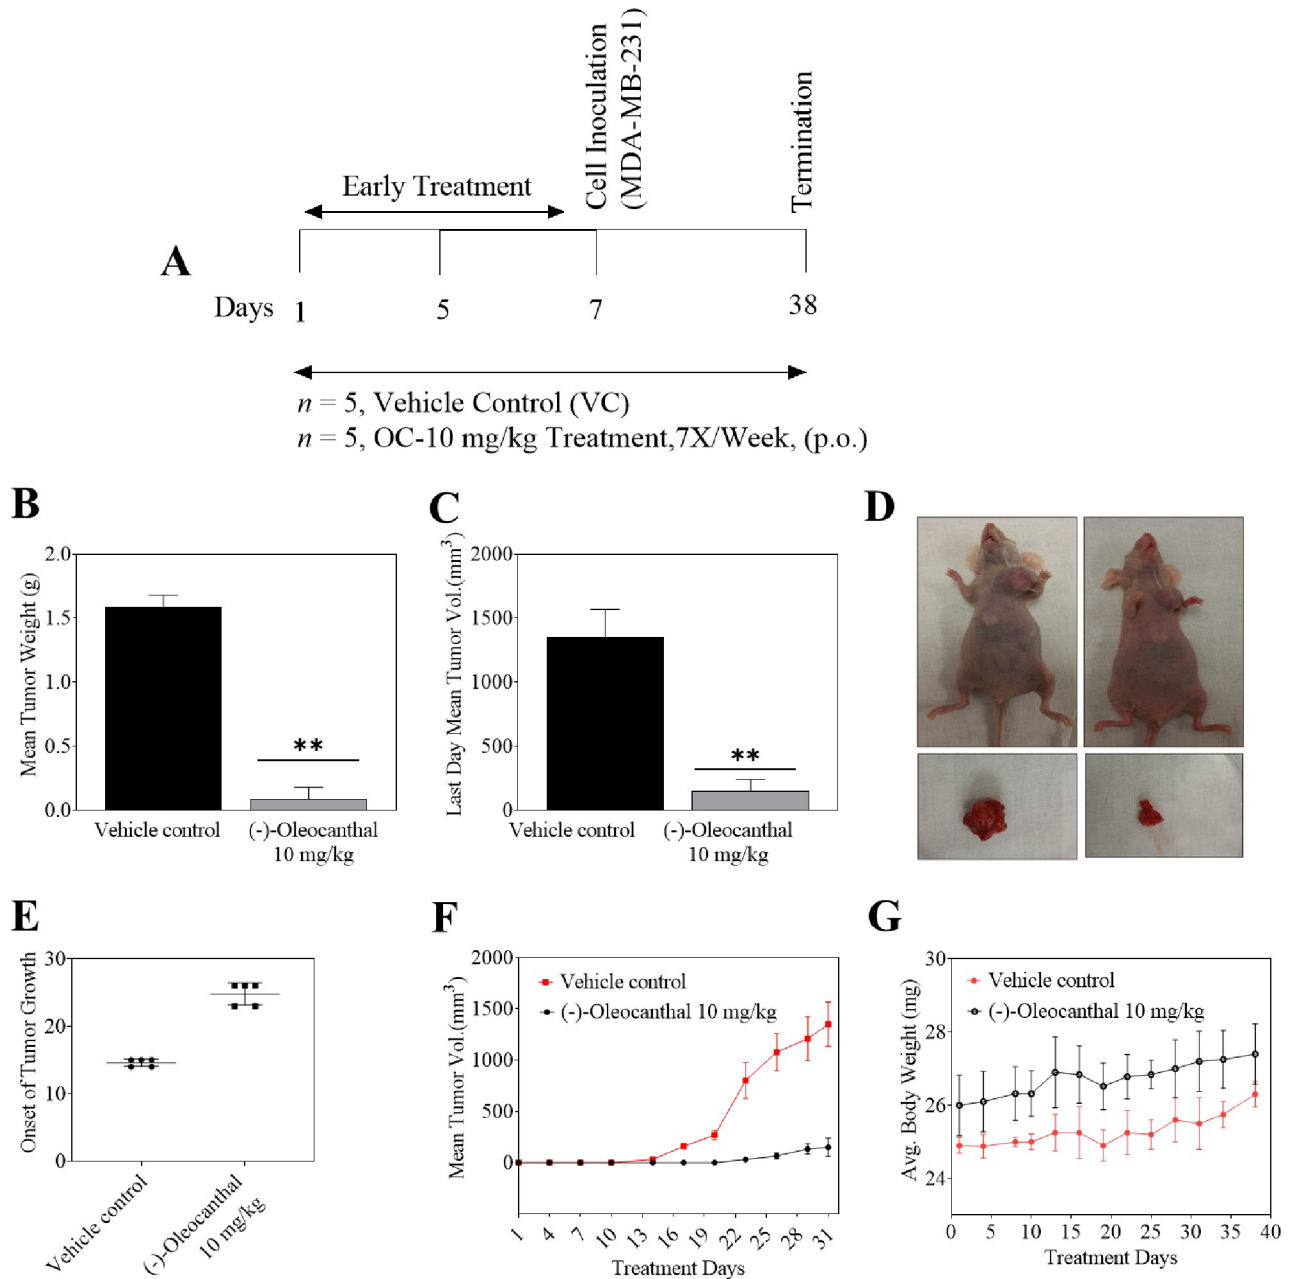 Cell Inoculation
(MDA-MB-231)
Termination
Early Treatment
A
Days 1 5 7 38
n = 5, Vehicle Control (VC)
n = 5, OC-10 mg/kg Treatment,7X/Week, (p.o.)
B
Mean Tumor Weight (g)
2.0
1.5
1.0
0.5
0.0
**
Vehicle control (-)-Oleocanthal
10 mg/kg
C
Last Day Mean Tumor Vol.(mm³)
2000
1500
1000
500
0
**
Vehicle control (-)-Oleocanthal
10 mg/kg
D
E
Onset of Tumor Growth
30
20
10
0
Vehicle control
(-)-Oleocanthal
10 mg/kg
F
Mean Tumor Vol.(mm³)
2000
1500
1000
500
0
Vehicle control
(-)-Oleocanthal 10 mg/kg
1 4 7 10 13 16 19 22 25 28 31
Treatment Days
G
Avg. Body Weight (mg)
30
28
26
24
Vehicle control
(-)-Oleocanthal 10 mg/kg
0 5 10 15 20 25 30 35 40
Treatment Days